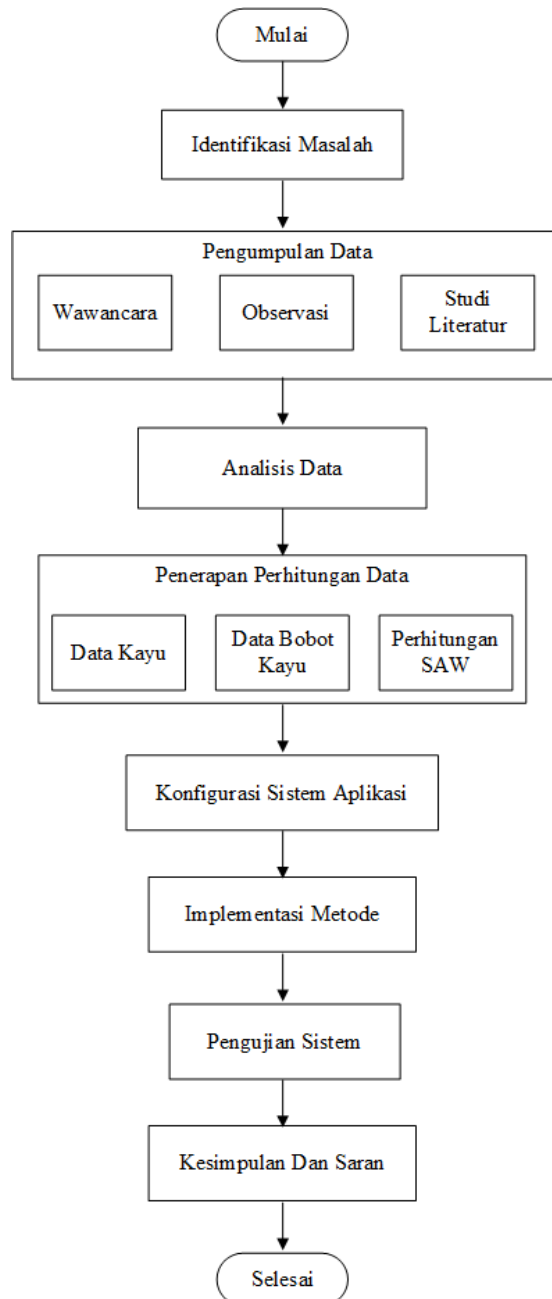 Mulai
Identifikasi Masalah
Pengumpulan Data
Wawancara
Observasi
Studi
Literatur
Analisis Data
Penerapan Perhitungan Data
Data Kayu
Data Bobot
Kayu
Perhitungan
SAW
Konfigurasi Sistem Aplikasi
Implementasi Metode
Pengujian Sistem
Kesimpulan Dan Saran
Selesai